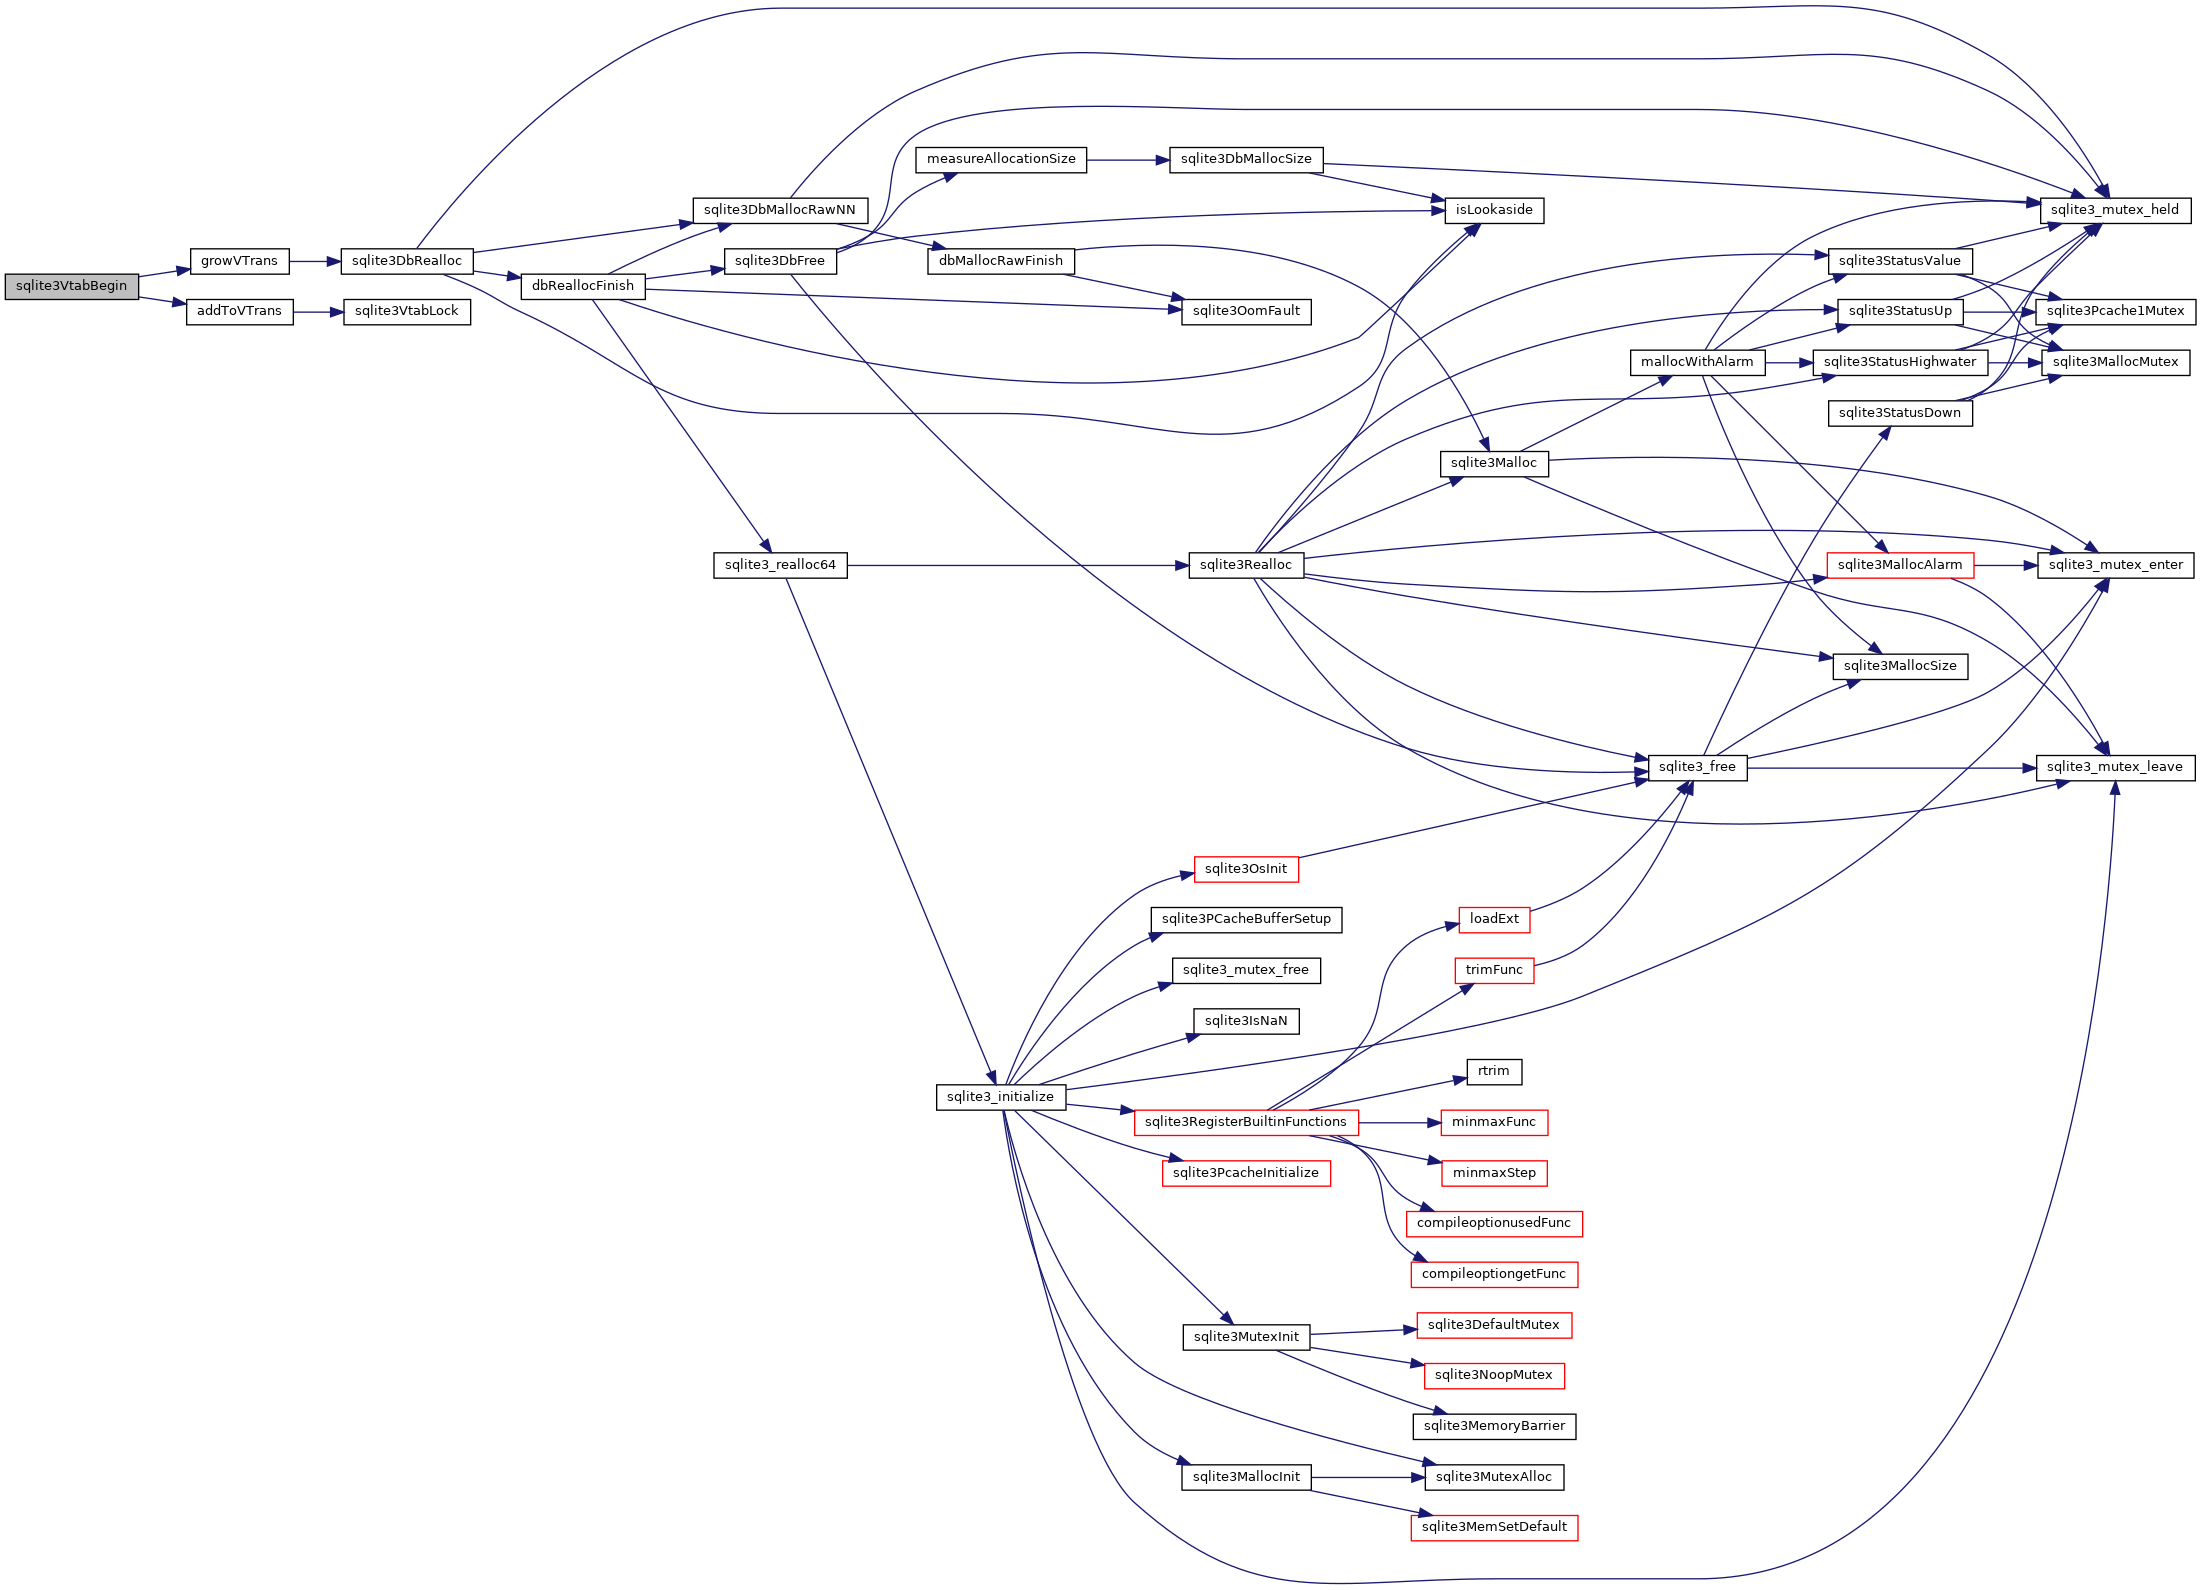 sqlite3VtabBegin
growVTrans
addToVTrans
sqlite3DbRealloc
sqlite3VtabLock
dbReallocFinish
sqlite3DbMallocRawNN
sqlite3DbFree
sqlite3_realloc64
measureAllocationSize
dbMallocRawFinish
sqlite3_initialize
sqlite3DbMallocSize
sqlite3OomFault
sqlite3Realloc
sqlite3OsInit
sqlite3PCacheBufferSetup
sqlite3_mutex_free
sqlite3IsNaN
sqlite3RegisterBuiltinFunctions
sqlite3PcacheInitialize
sqlite3MutexInit
sqlite3MallocInit
isLookaside
sqlite3Malloc
loadExt
trimFunc
rtrim
minmaxFunc
minmaxStep
compileoptionusedFunc
compileoptiongetFunc
sqlite3DefaultMutex
sqlite3NoopMutex
sqlite3MemoryBarrier
sqlite3MutexAlloc
sqlite3MemSetDefault
mallocWithAlarm
sqlite3_free
sqlite3StatusValue
sqlite3StatusUp
sqlite3StatusHighwater
sqlite3StatusDown
sqlite3MallocAlarm
sqlite3MallocSize
sqlite3_mutex_held
sqlite3Pcache1Mutex
sqlite3MallocMutex
sqlite3_mutex_enter
sqlite3_mutex_leave